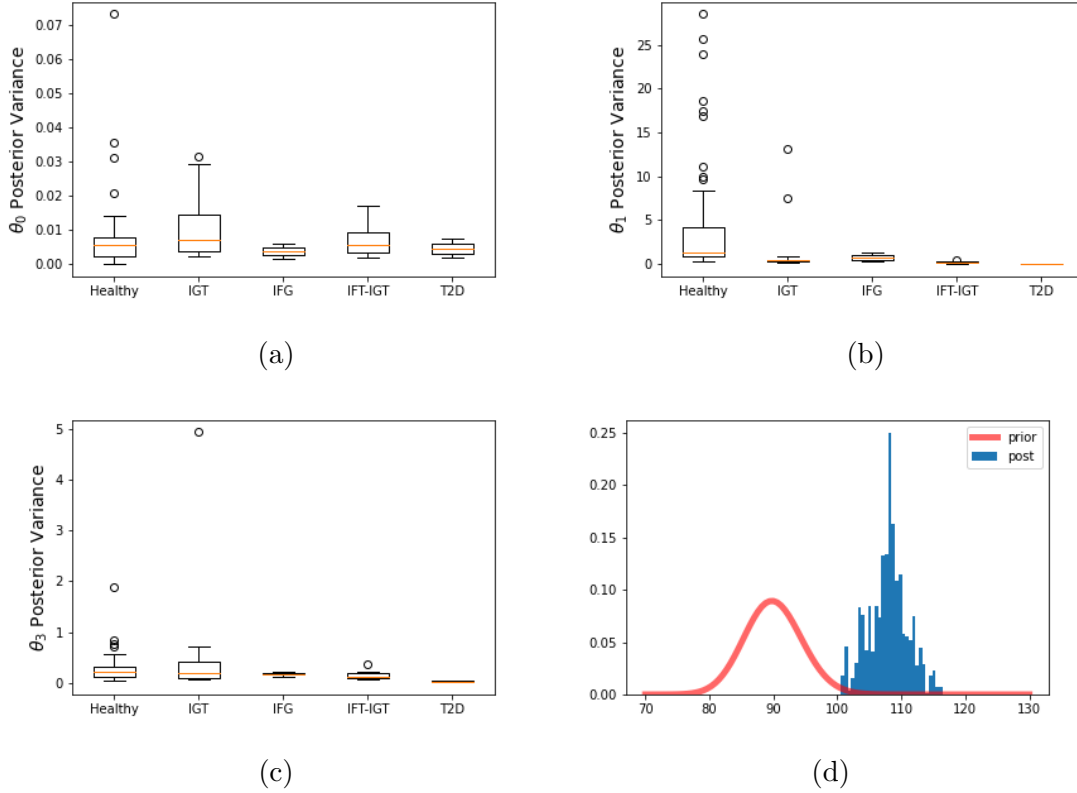 0.07
0.06
0.05
0.04
0.03
0.02
0.01
0.00
θ0 Posterior Variance
Healthy IGT IFG IFT-IGT T2D
(a)
25
20
15
10
5
0
θ1 Posterior Variance
Healthy IGT IFG IFT-IGT T2D
(b)
5
4
3
2
1
0
θ3 Posterior Variance
Healthy IGT IFG IFT-IGT T2D
(c)
0.25
0.20
0.15
0.10
0.05
0.00
prior
post
70 80 90 100 110 120 130
(d)